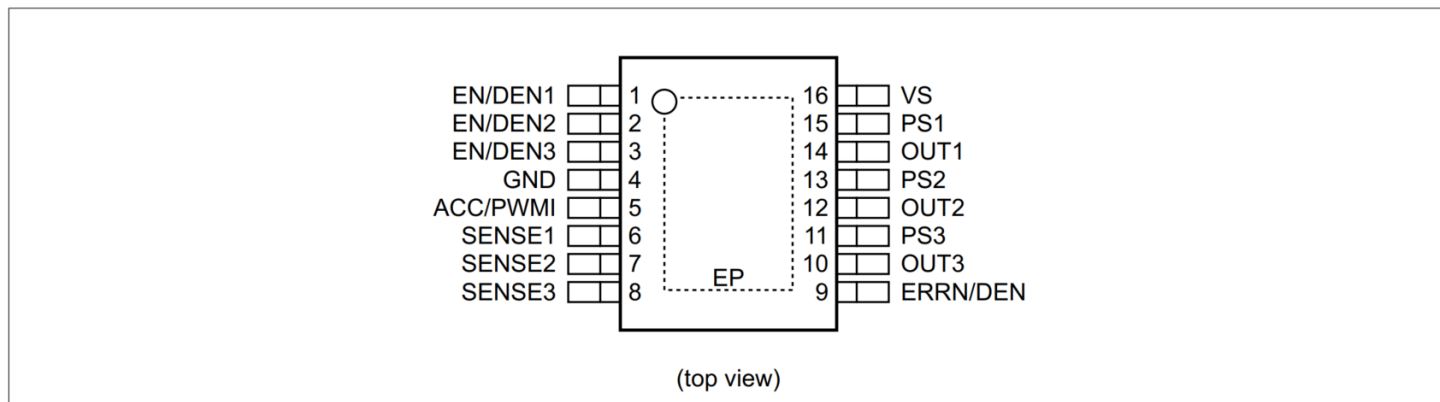 EN/DEN1 1 16 VS
EN/DEN2 2 15 PS1
EN/DEN3 3 14 OUT1
GND 4 13 PS2
ACC/PWMI 5 12 OUT2
SENSE1 6 11 PS3
SENSE2 7 10 OUT3
EP
SENSE3 8 9 ERRN/DEN
(top view)